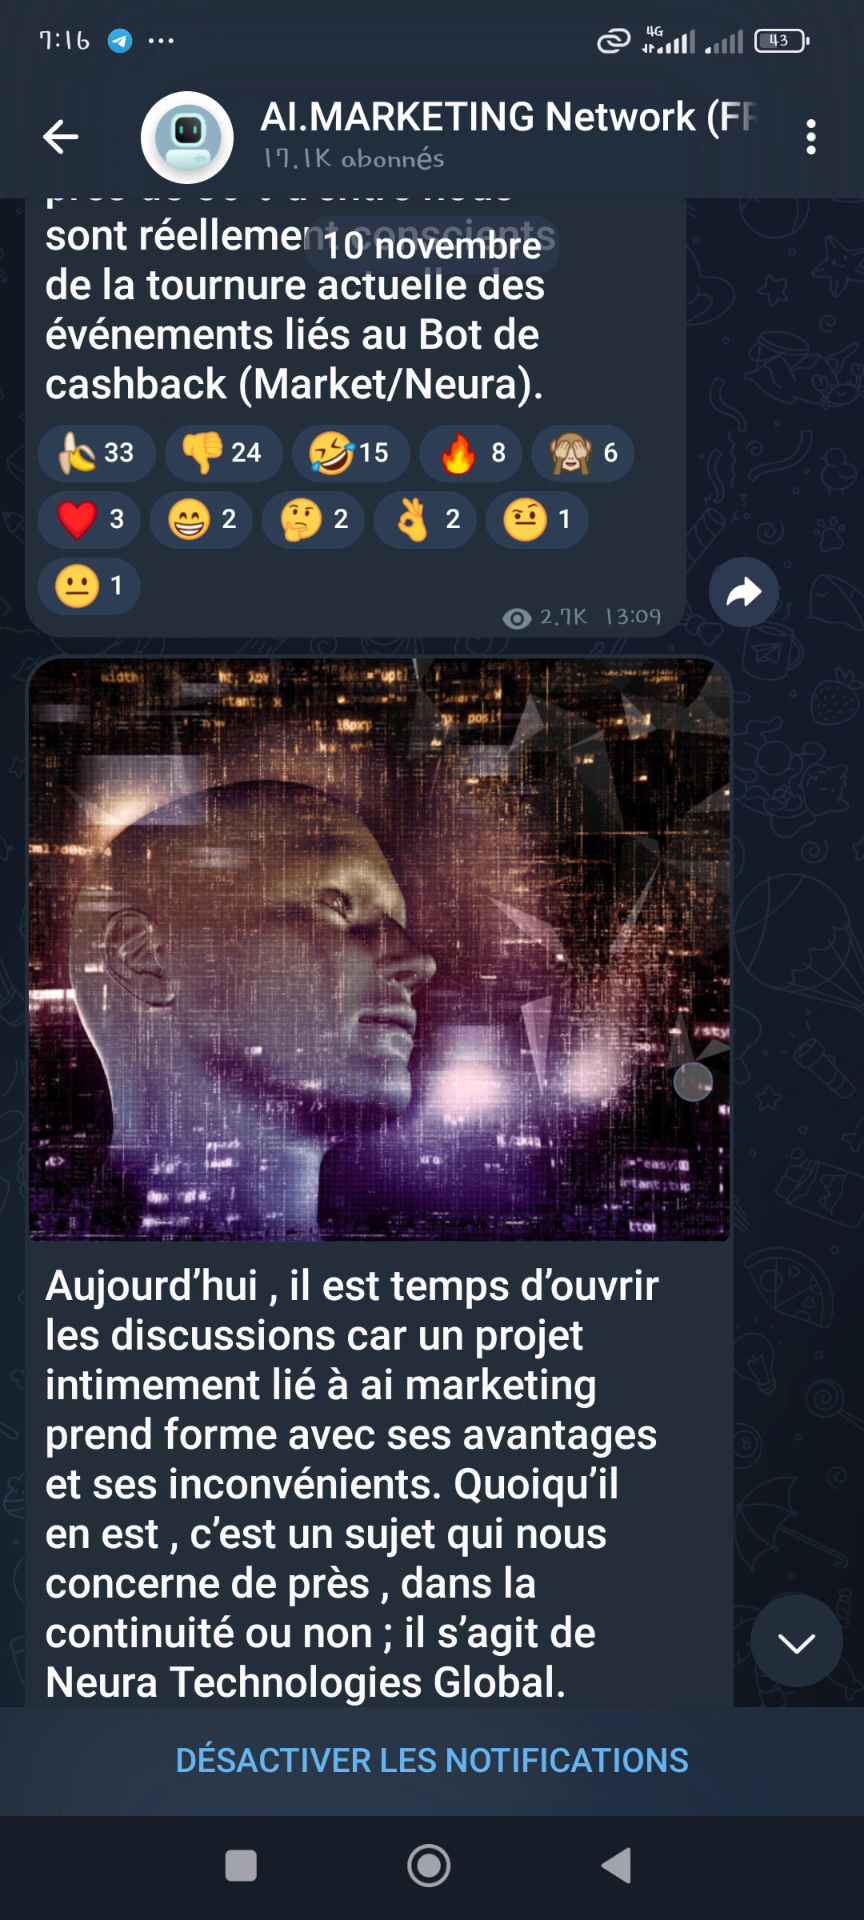 7:16
4G
43
AI.MARKETING Network (FR
17.1K abonnés
sont réellement conscients
10 novembre
de la tournure actuelle des
événements liés au Bot de
cashback (Market/Neura).
33 24 15 8 6
3 2 2 2 1
1
2.7K 13:09
Aujourd’hui , il est temps d’ouvrir
les discussions car un projet
intimement lié à ai marketing
prend forme avec ses avantages
et ses inconvénients. Quoiqu’il
en est , c’est un sujet qui nous
concerne de près , dans la
continuité ou non ; il s’agit de
Neura Technologies Global.
DÉSACTIVER LES NOTIFICATIONS